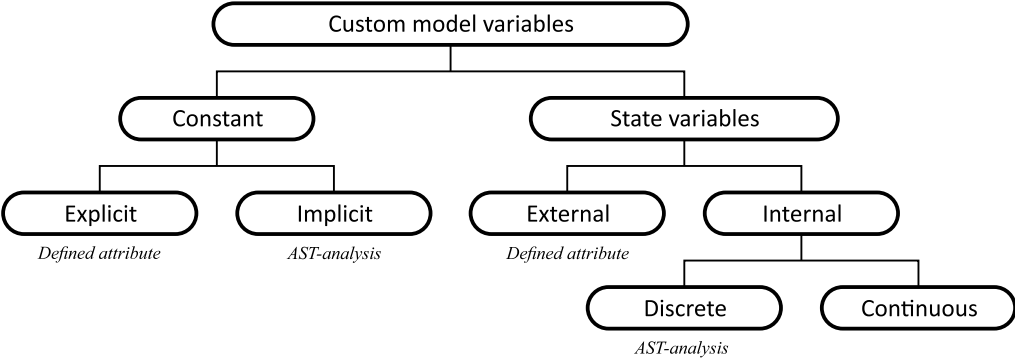 Custom model variables
Constant
State variables
Explicit
Implicit
External
Internal
Defined attribute
AST-analysis
Defined attribute
Discrete
Continuous
AST-analysis